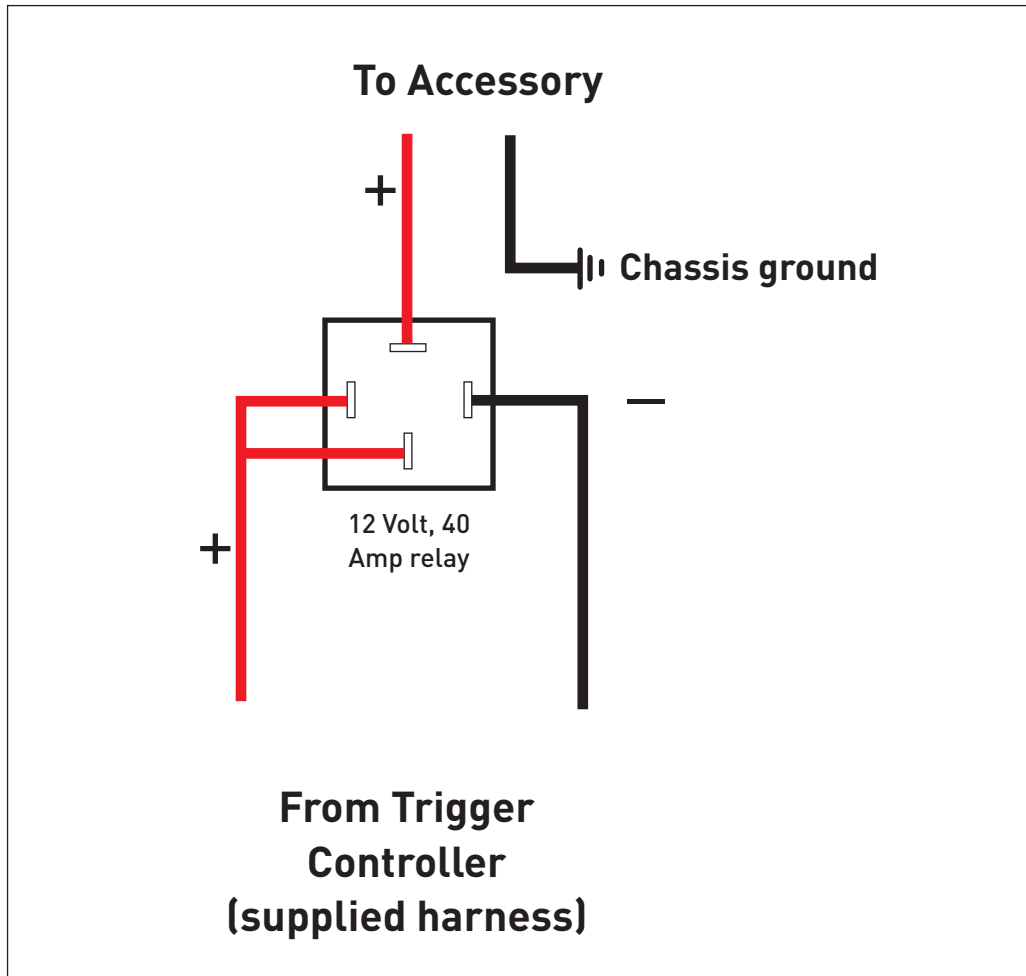 To Accessory
+
Chassis ground
–
12 Volt, 40
Amp relay
+
From Trigger
Controller
(supplied harness)